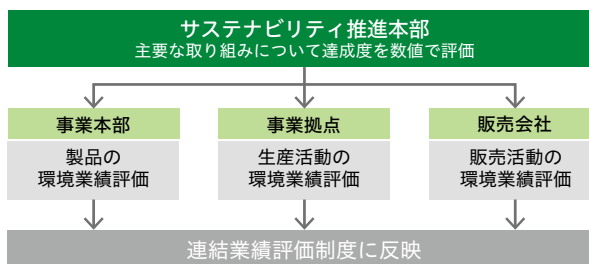 サステナビリティ推進本部
主要な取り組みについて達成度を数値で評価
事業本部
製品の
環境業績評価
事業拠点
生産活動の
環境業績評価
販売会社
販売活動の
環境業績評価
連結業績評価制度に反映